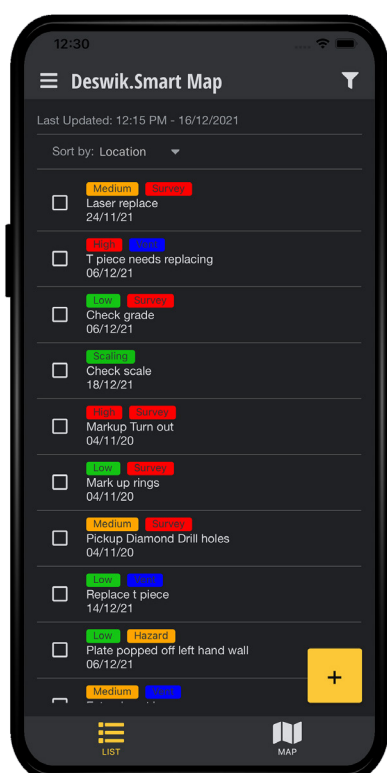 12:30
Deswik.Smart Map
Last Updated: 12:15 PM - 16/12/2021
Sort by: Location
Medium Survey
Laser replace
24/11/21
High Vent
T piece needs replacing
06/12/21
Low Survey
Check grade
06/12/21
Scaling
Check scale
18/12/21
High Survey
Markup Turn out
04/11/20
Low Survey
Mark up rings
04/11/20
Medium Survey
Pickup Diamond Drill holes
04/11/20
Low Vent
Replace t piece
14/12/21
Low Hazard
Plate popped off left hand wall
06/12/21
+
Medium Vent
LIST MAP